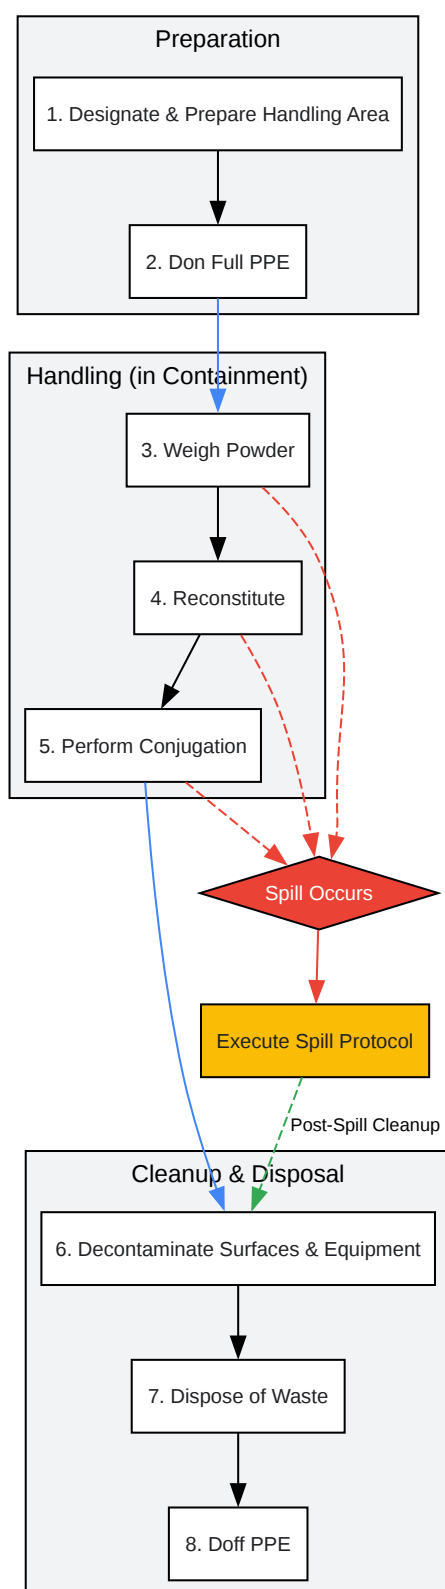 Preparation
1. Designate & Prepare Handling Area
2. Don Full PPE
Handling (in Containment)
3. Weigh Powder
4. Reconstitute
5. Perform Conjugation
Spill Occurs
Execute Spill Protocol
Post-Spill Cleanup
Cleanup & Disposal
6. Decontaminate Surfaces & Equipment
7. Dispose of Waste
8. Doff PPE